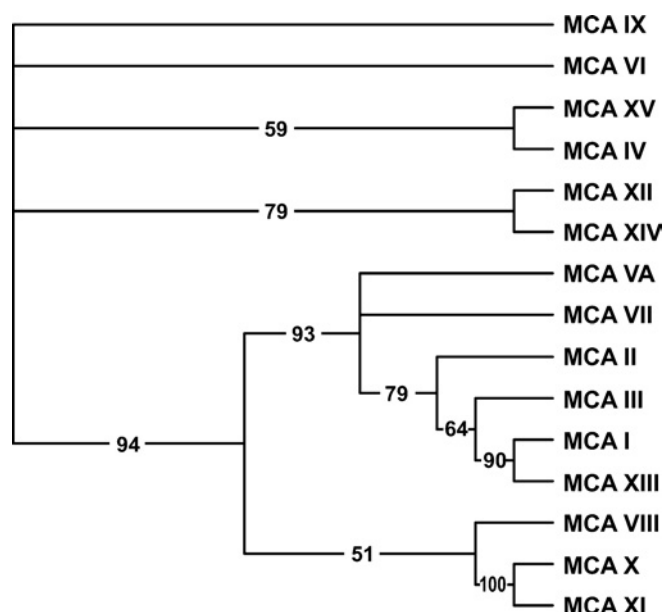 MCA IX
MCA VI
MCA XV
59
MCA IV
MCA XII
79
MCA XIV
MCA VA
MCA VII
93
MCA II
79
MCA III
64
MCA I
94
90
MCA XIII
MCA VIII
51
MCA X
100
MCA XI